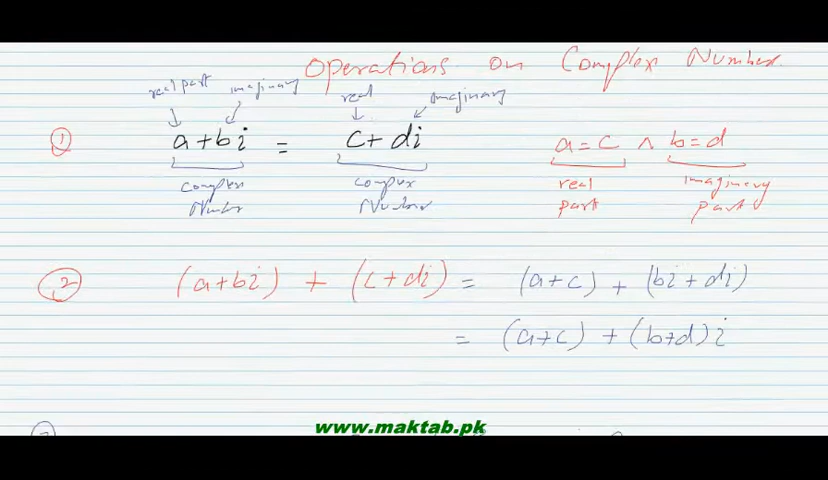 Operations on Complex Number
real part imaginary real imaginary
① a+bi = c+di a=c ∧ b=d
complex complex real imaginary
Number Number part part
② (a+bi) + (c+di) = (a+c) + (bi+di)
= (a+c) + (b+d)i
www.maktab.pk